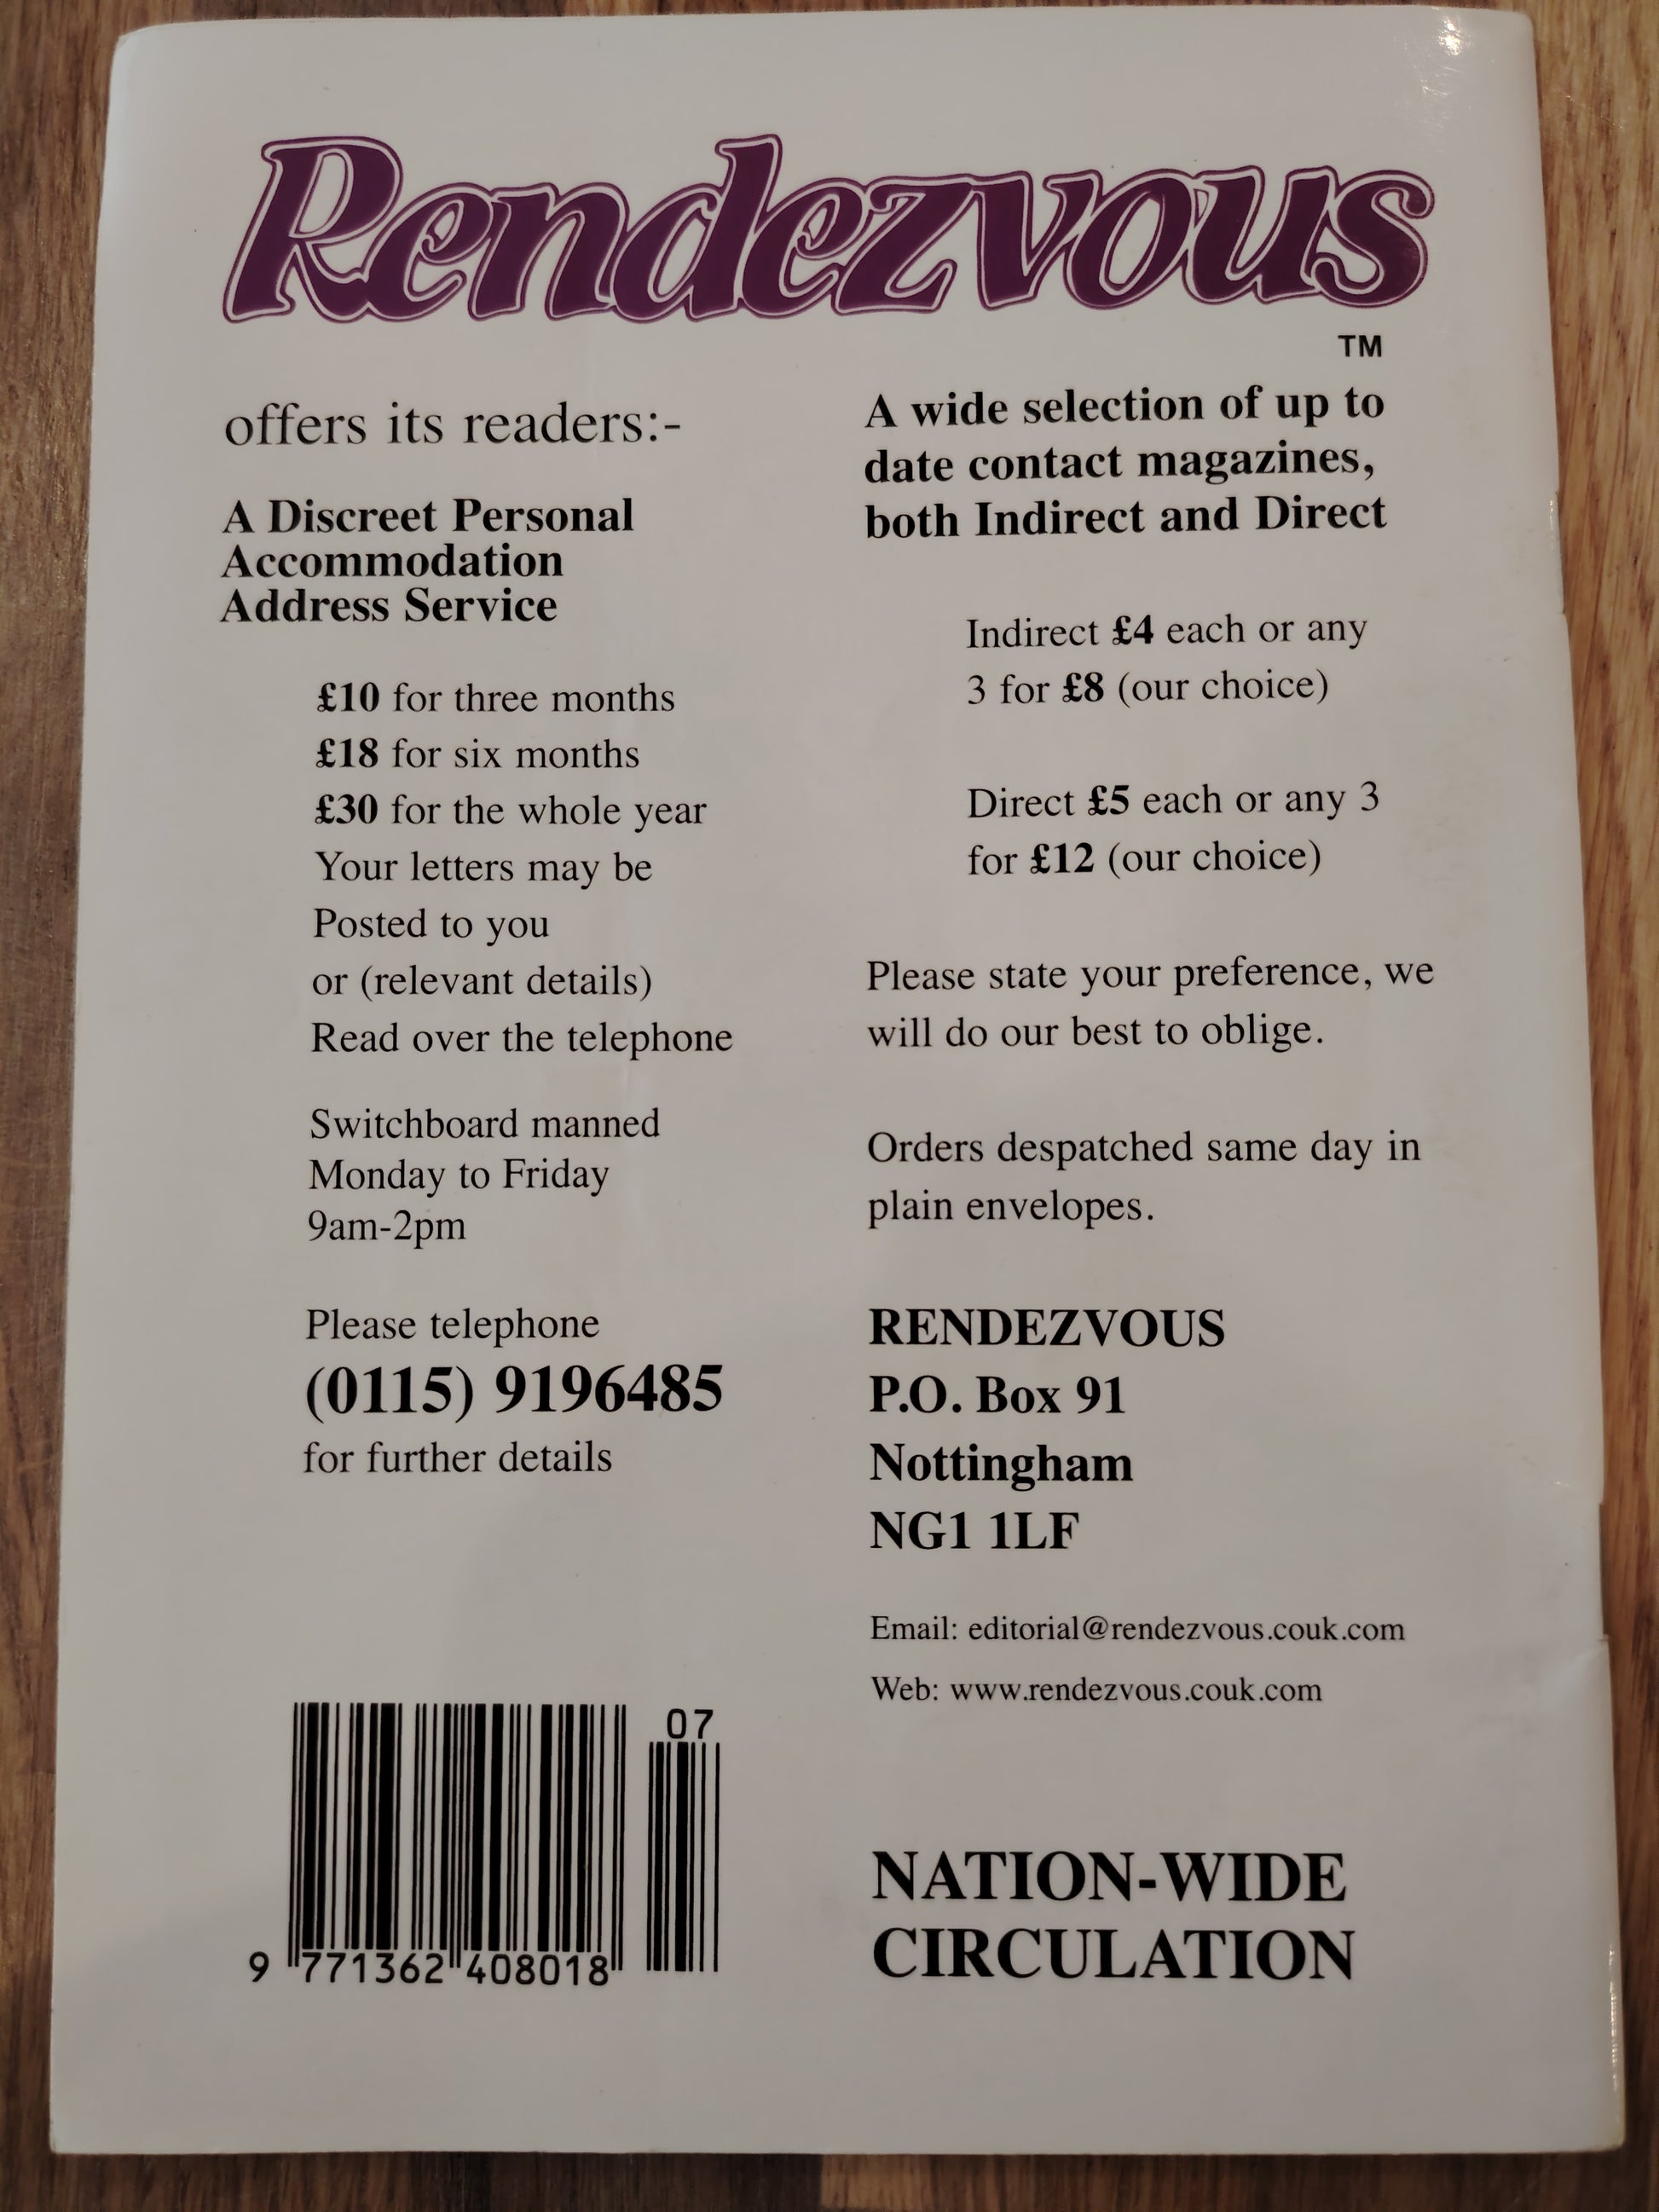 Rendezvous
TM
offers its readers:-
A Discreet Personal
Accommodation
Address Service
£10 for three months
£18 for six months
£30 for the whole year
Your letters may be
Posted to you
or (relevant details)
Read over the telephone
Switchboard manned
Monday to Friday
9am-2pm
Please telephone
(0115) 9196485
for further details
A wide selection of up to
date contact magazines,
both Indirect and Direct
Indirect £4 each or any
3 for £8 (our choice)
Direct £5 each or any 3
for £12 (our choice)
Please state your preference, we
will do our best to oblige.
Orders despatched same day in
plain envelopes.
RENDEZVOUS
P.O. Box 91
Nottingham
NG1 1LF
Email: editorial@rendezvous.couk.com
Web: www.rendezvous.couk.com
07
9 771362 408018
NATION-WIDE
CIRCULATION